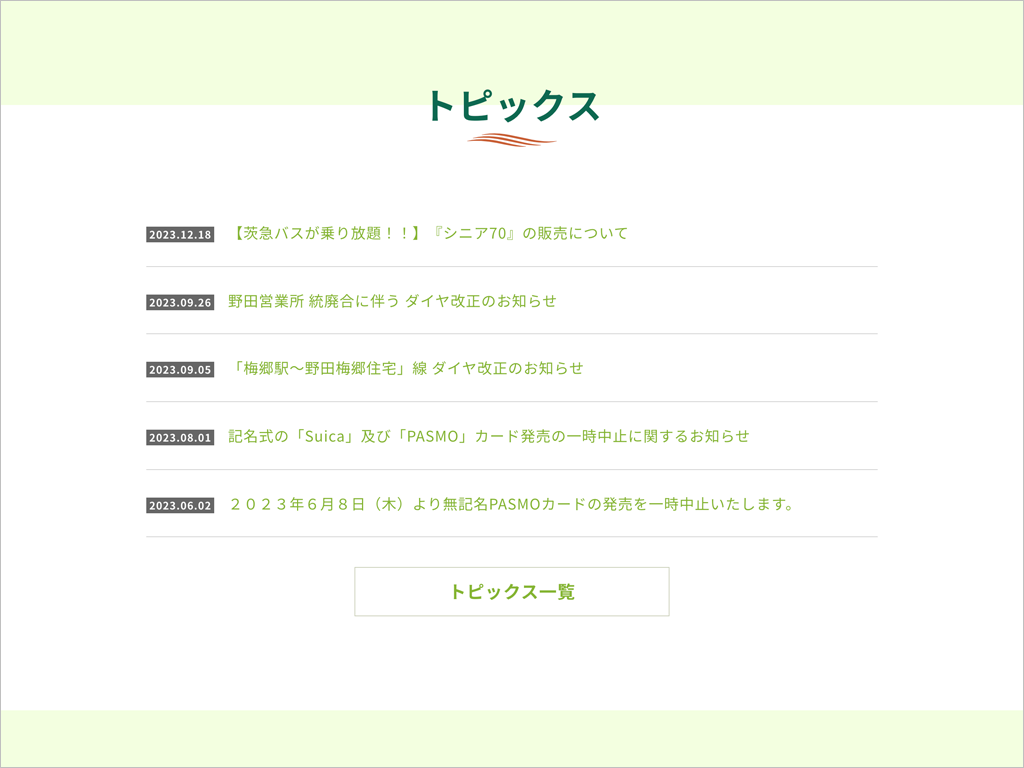 トピックス
2023.12.18 【茨急バスが乗り放題！！】『シニア70』の販売について
2023.09.26 野田営業所 統廃合に伴う ダイヤ改正のお知らせ
2023.09.05 「梅郷駅～野田梅郷住宅」線 ダイヤ改正のお知らせ
2023.08.01 記名式の「Suica」及び「PASMO」カード発売の一時中止に関するお知らせ
2023.06.02 ２０２３年６月８日（木）より無記名PASMOカードの発売を一時中止いたします。
トピックス一覧